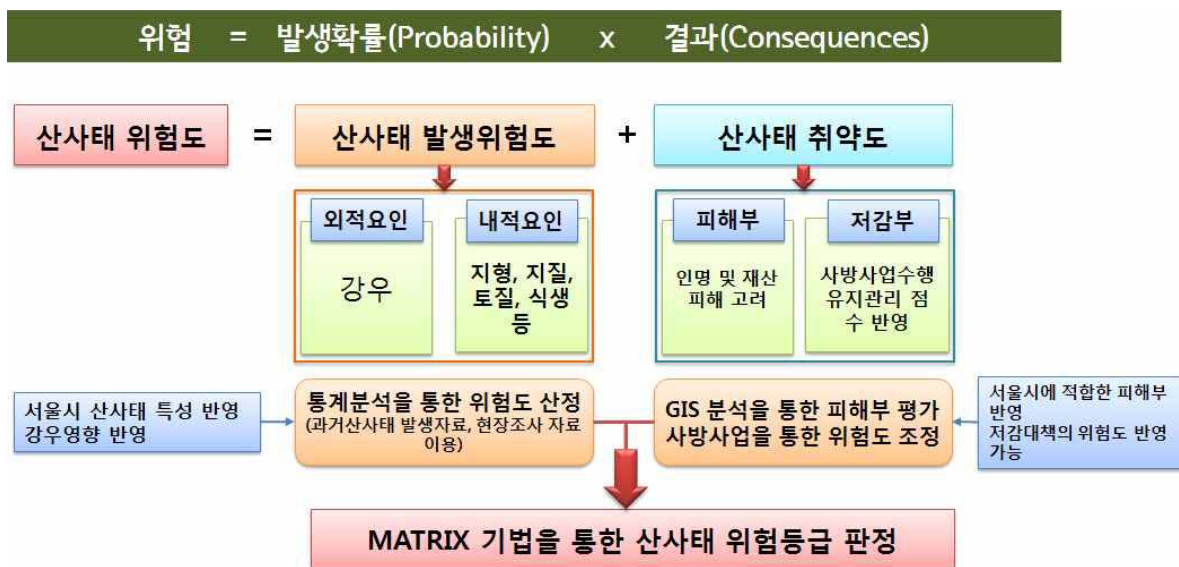 위험 = 발생확률(Probability) x 결과(Consequences)
산사태 위험도 = 산사태 발생위험도 + 산사태 취약도
외적요인
강우
내적요인
지형, 지질,
토질, 식생
등
피해부
인명 및 재산
피해 고려
저감부
사방사업수행
유지관리 점
수 반영
서울시 산사태 특성 반영
강우영향 반영
통계분석을 통한 위험도 산정
(과거산사태 발생자료, 현장조사 자료
이용)
GIS 분석을 통한 피해부 평가
사방사업을 통한 위험도 조정
서울시에 적합한 피해부
반영
저감대책의 위험도 반영
가능
MATRIX 기법을 통한 산사태 위험등급 판정